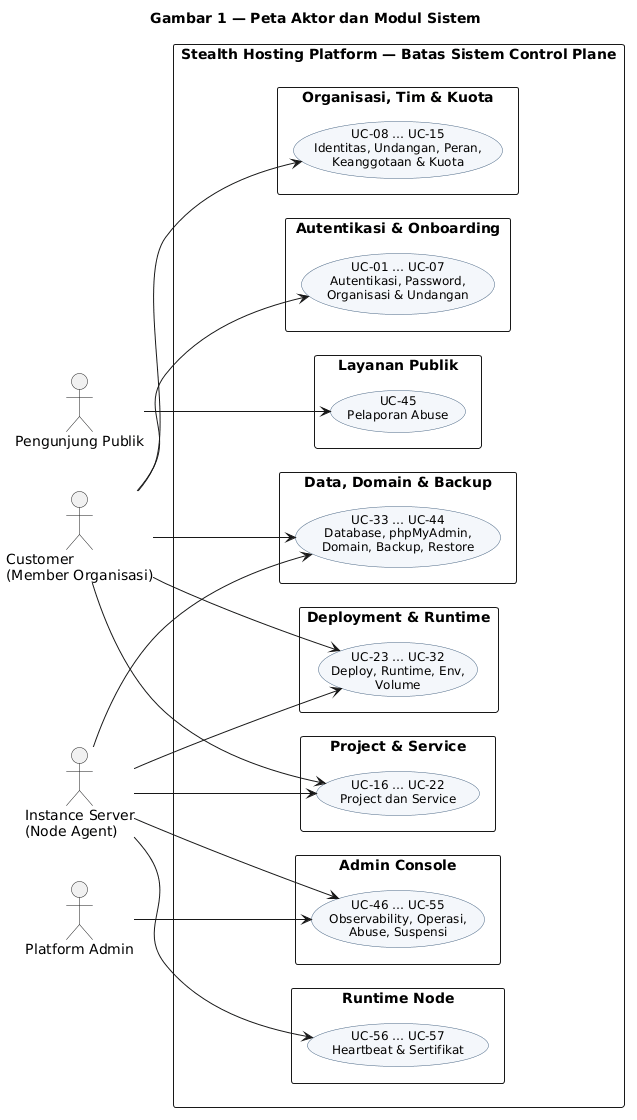 Gambar 1 — Peta Aktor dan Modul Sistem
Stealth Hosting Platform — Batas Sistem Control Plane
Organisasi, Tim & Kuota
UC-08 ... UC-15
Identitas, Undangan, Peran,
Keanggotaan & Kuota
Autentikasi & Onboarding
UC-01 ... UC-07
Autentikasi, Password,
Organisasi & Undangan
Layanan Publik
UC-45
Pelaporan Abuse
Pengunjung Publik
Data, Domain & Backup
UC-33 ... UC-44
Database, phpMyAdmin,
Domain, Backup, Restore
Customer
(Member Organisasi)
Deployment & Runtime
UC-23 ... UC-32
Deploy, Runtime, Env,
Volume
Project & Service
UC-16 ... UC-22
Project dan Service
Instance Server
(Node Agent)
Admin Console
UC-46 ... UC-55
Observability, Operasi,
Abuse, Suspensi
Platform Admin
Runtime Node
UC-56 ... UC-57
Heartbeat & Sertifikat